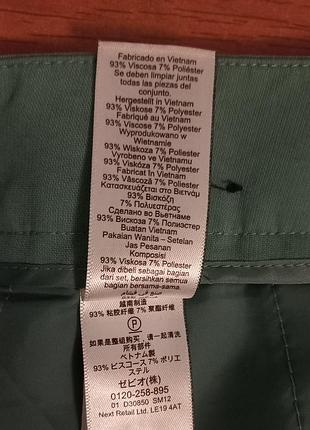 Fabricado en Vietnam
93% Viscosa 7% Poliéster
Se deben limpiar juntas
todas las piezas del
conjunto.
Hergestellt in Vietnam
93% Viskose 7% Polyester
Fabriqué au Vietnam
93% Viscose 7% Polyester
Wyprodukowano w
Wietnamie
93% Wiskoza 7% Poliester
Vyrobeno ve Vietnamu
93% Viskóza 7% Polyester
Fabricat în Vietnam
93% Vâscoză 7% Poliester
Κατασκευάζεται στο Βιετνάμ
93% Βισκόζη
7% Πολυεστέρας
Сделано во Вьетнаме
93% Вискоза 7% Полиэстер
Buatan Vietnam
Pakaian Wanita – Setelan
Jas Pesanan
Komposisi
93% Viscose 7% Poliester
Jika dibeli sebagai bagian
dari set, bersihkan sebagai
bagian bersama-sama.
صنع في فيتنام
越南制造
93% 粘胶纤维 7% 聚酯纤维
P
如果是整组购买，请一起清洗
所有部件
ベトナム製
93% ビスコース 7% ポリエ
ステル
ゼビオ(株)
0120-258-895
01 D30850 SM12
Next Retail Ltd. LE19 4AT